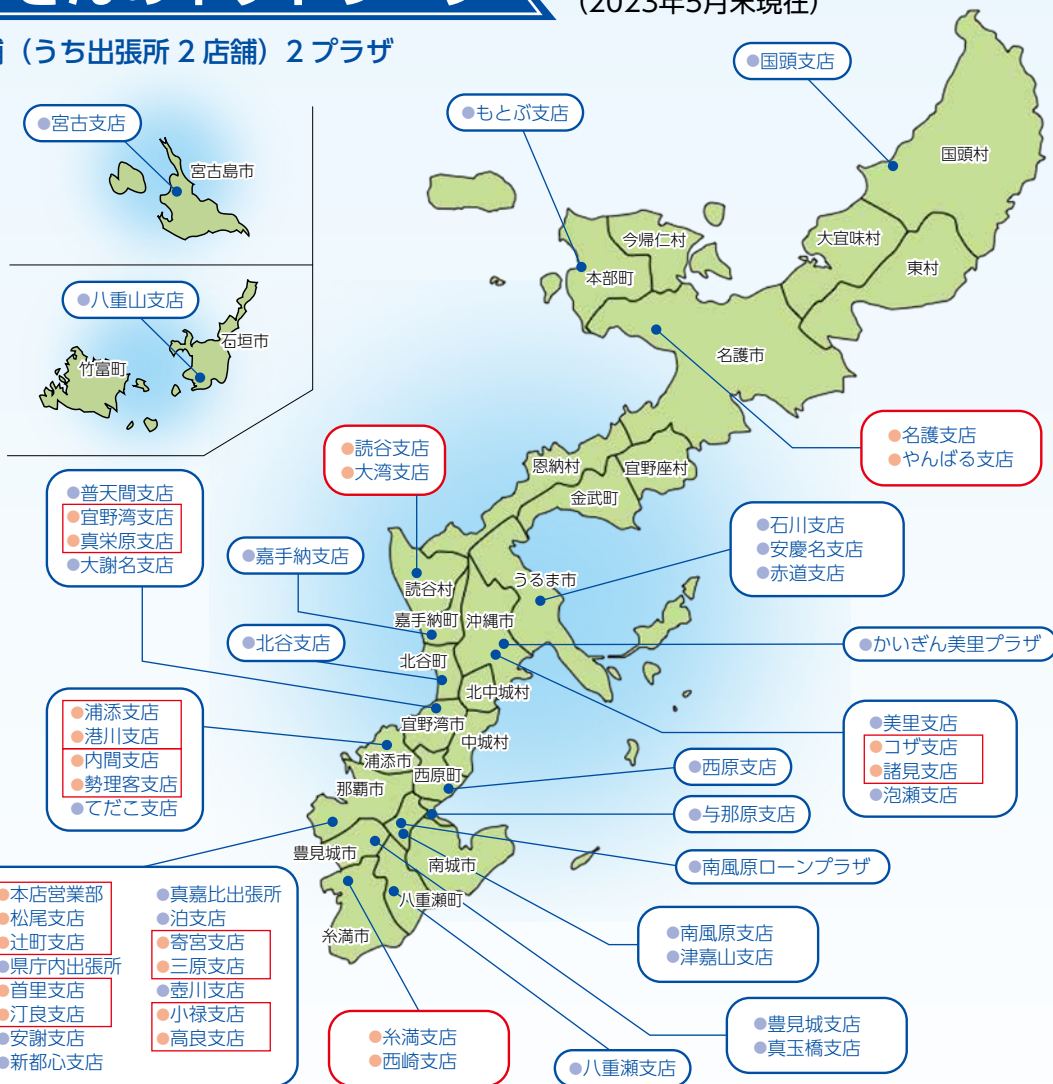 （2023年5月末現在）
（うち出張所 2 店舗）2 プラザ
●国頭支店
●もとぶ支店
●宮古支店
宮古島市
国頭村
大宜味村
東村
今帰仁村
本部町
名護市
●八重山支店
石垣市
竹富町
●名護支店
●やんばる支店
●読谷支店
●大湾支店
恩納村
宜野座村
金武町
●普天間支店
●宜野湾支店
●真栄原支店
●大謝名支店
●石川支店
●安慶名支店
●赤道支店
●嘉手納支店
うるま市
読谷村
嘉手納町
沖縄市
●北谷支店
北谷町
●かいぎん美里プラザ
北中城村
●浦添支店
●港川支店
●内間支店
●勢理客支店
●てだこ支店
宜野湾市
中城村
浦添市
西原町
那覇市
●美里支店
●コザ支店
●諸見支店
●泡瀬支店
●西原支店
●与那原支店
豊見城市
南城市
●南風原ローンプラザ
八重瀬町
糸満市
●本店営業部
●松尾支店
●辻町支店
●県庁内出張所
●首里支店
●汀良支店
●安謝支店
●新都心支店
●真嘉比出張所
●泊支店
●寄宮支店
●三原支店
●壺川支店
●小禄支店
●高良支店
●南風原支店
●津嘉山支店
●糸満支店
●西崎支店
●豊見城支店
●真玉橋支店
●八重瀬支店